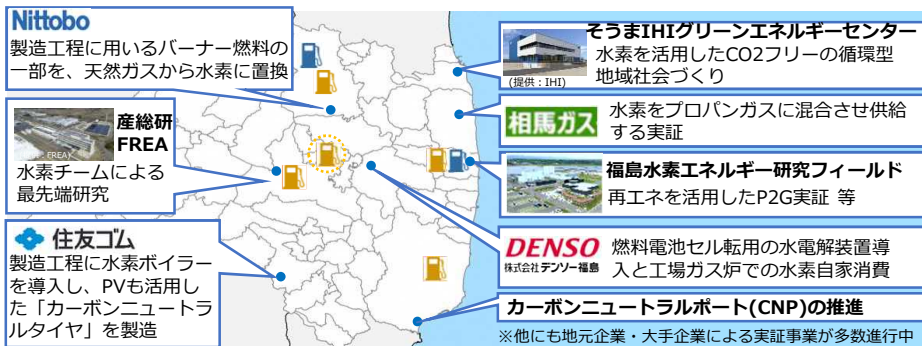 Nittobo
製造工程に用いるバーナー燃料の
一部を、天然ガスから水素に置換
産総研
FREA
水素チームによる
最先端研究
住友ゴム
製造工程に水素ボイラー
を導入し、PVも活用し
た「カーボンニュートラ
ルタイヤ」を製造
そうまIHIグリーンエネルギーセンター
水素を活用したCO2フリーの循環型
地域社会づくり
(提供：IHI)
相馬ガス
水素をプロパンガスに混合させ供給
する実証
福島水素エネルギー研究フィールド
再エネを活用したP2G実証 等
DENSO
株式会社デンソー福島
燃料電池セル転用の水電解装置導
入と工場ガス炉での水素自家消費
カーボンニュートラルポート(CNP)の推進
※他にも地元企業・大手企業による実証事業が多数進行中